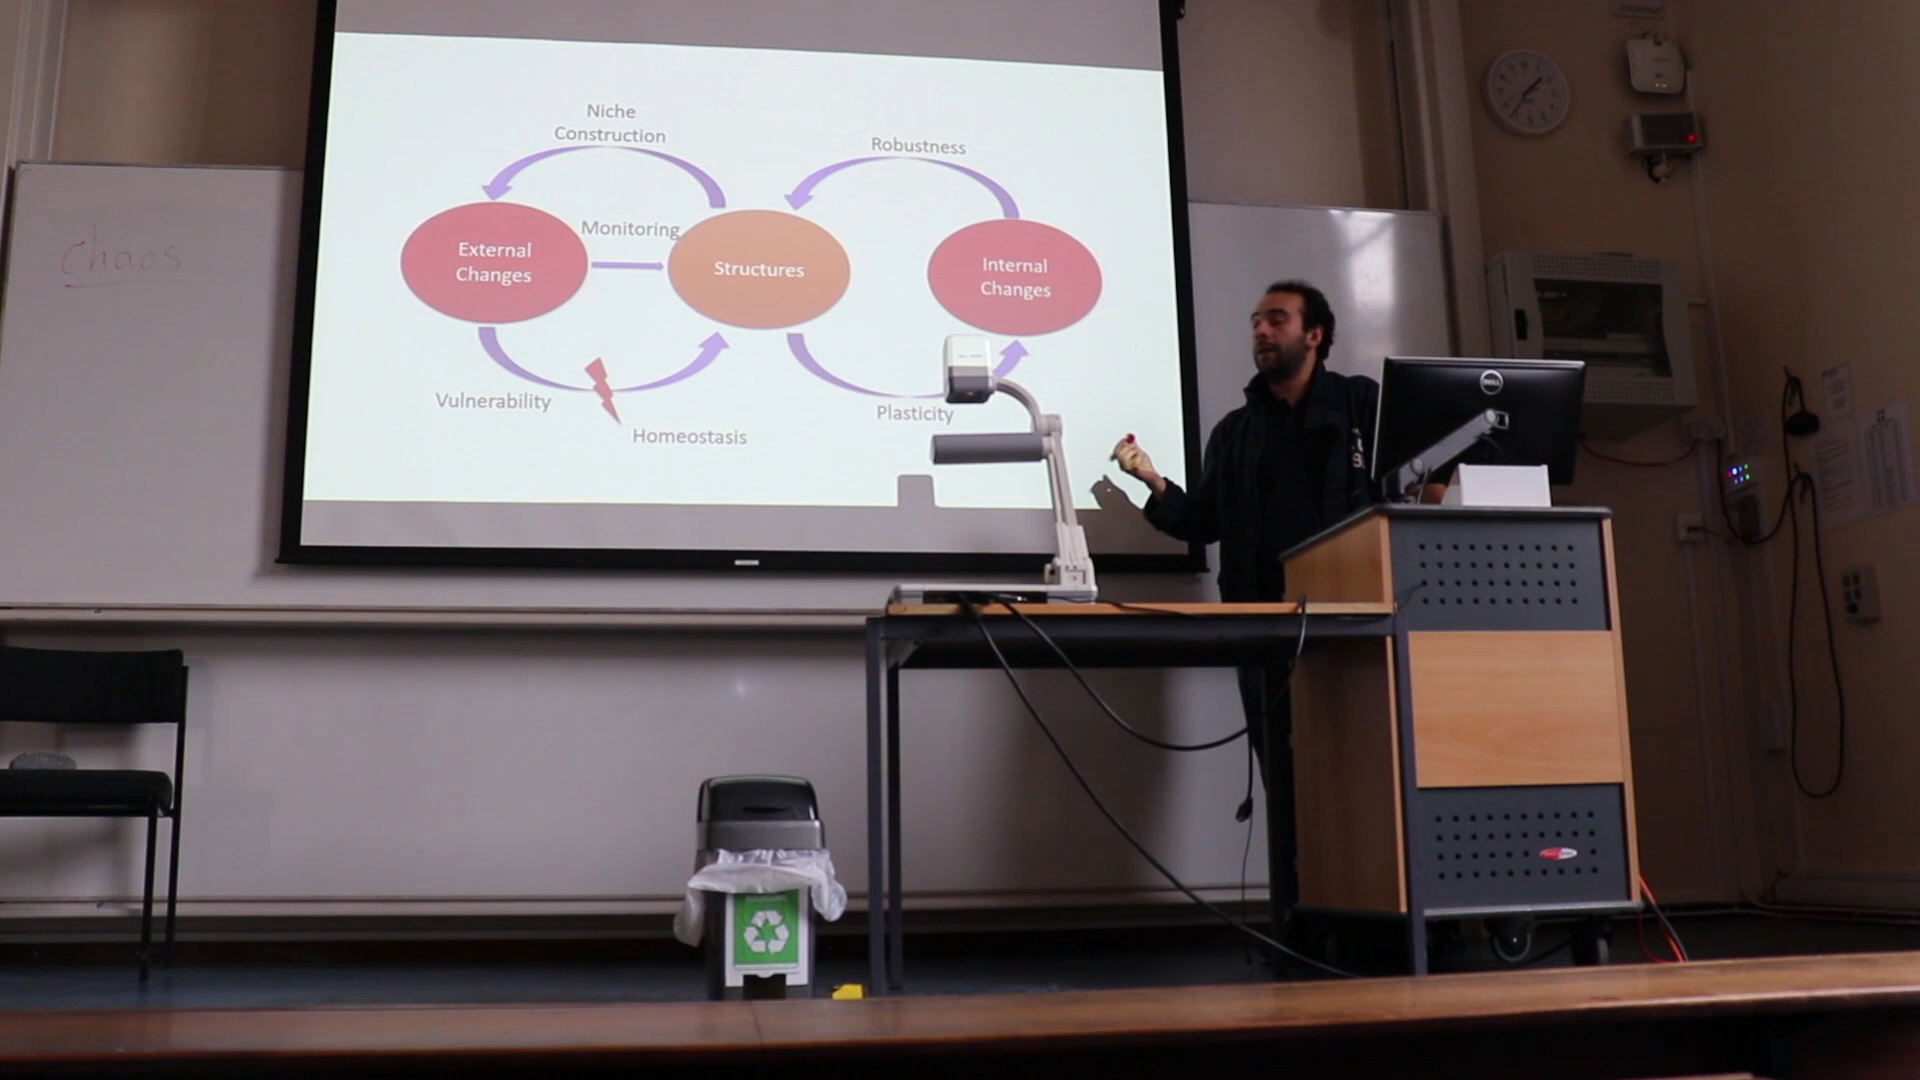 Niche
Construction
Robustness
Monitoring
External
Changes
Structures
Internal
Changes
Vulnerability
Homeostasis
Plasticity
chaos
DELL